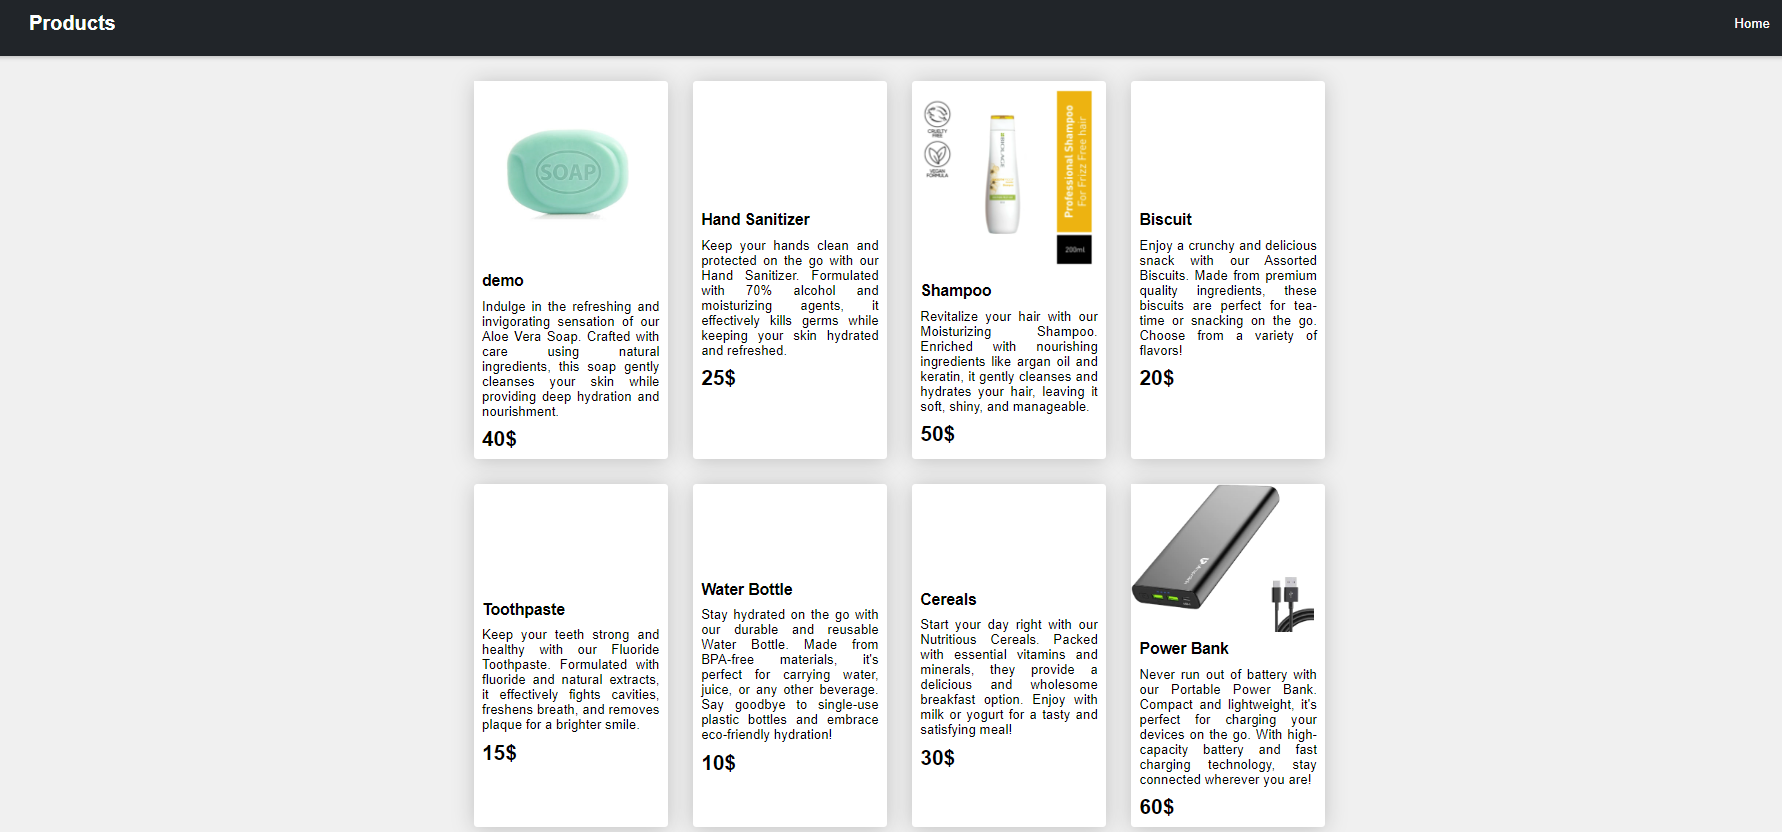 Products
Home
SOAP
demo
Indulge in the refreshing and
invigorating sensation of our
Aloe Vera Soap. Crafted with
care using natural
ingredients, this soap gently
cleanses your skin while
providing deep hydration and
nourishment.
40$
Hand Sanitizer
Keep your hands clean and
protected on the go with our
Hand Sanitizer. Formulated
with 70% alcohol and
moisturizing agents, it
effectively kills germs while
keeping your skin hydrated
and refreshed.
25$
CRUELTY
FREE
VEGAN
FORMULA
BIOLAGE
Professional Shampoo
For Frizz Free hair
200ml
Shampoo
Revitalize your hair with our
Moisturizing Shampoo.
Enriched with nourishing
ingredients like argan oil and
keratin, it gently cleanses and
hydrates your hair, leaving it
soft, shiny, and manageable.
50$
Biscuit
Enjoy a crunchy and delicious
snack with our Assorted
Biscuits. Made from premium
quality ingredients, these
biscuits are perfect for tea-
time or snacking on the go.
Choose from a variety of
flavors!
20$
Toothpaste
Keep your teeth strong and
healthy with our Fluoride
Toothpaste. Formulated with
fluoride and natural extracts,
it effectively fights cavities,
freshens breath, and removes
plaque for a brighter smile.
15$
Water Bottle
Stay hydrated on the go with
our durable and reusable
Water Bottle. Made from
BPA-free materials, it's
perfect for carrying water,
juice, or any other beverage.
Say goodbye to single-use
plastic bottles and embrace
eco-friendly hydration!
10$
Cereals
Start your day right with our
Nutritious Cereals. Packed
with essential vitamins and
minerals, they provide a
delicious and wholesome
breakfast option. Enjoy with
milk or yogurt for a tasty and
satisfying meal!
30$
Power Bank
Never run out of battery with
our Portable Power Bank.
Compact and lightweight, it's
perfect for charging your
devices on the go. With high-
capacity battery and fast
charging technology, stay
connected wherever you are!
60$